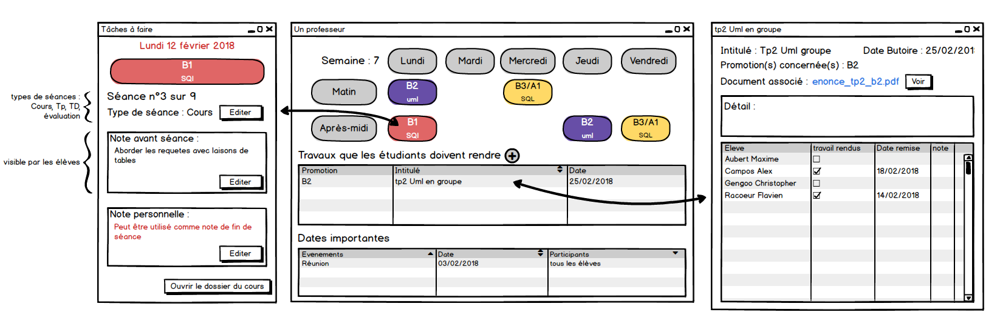 types de séances :
Cours, Tp, TD,
évaluation
visible par les élèves
Tâches à faire
Lundi 12 février 2018
B1
SQl
Séance n°3 sur 9
Type de séance : Cours
Editer
Note avant séance :
Aborder les requetes avec laisons de
tables
Editer
Note personnelle :
Peut être utilisé comme note de fin de
séance
Editer
Ouvrir le dossier du cours
Un professeur
Semaine : 7 Lundi Mardi Mercredi Jeudi Vendredi
Matin B2 B3/A1
uml SQL
Après-midi B1 B2 B3/A1
SQl uml SQL
Travaux que les étudiants doivent rendre
Promotion Intitulé Date
B2 tp2 Uml en groupe 25/02/2018
Dates importantes
Evenements Date Participants
Réunion 03/02/2018 tous les élèves
tp2 Uml en groupe
Intitulé : Tp2 Uml groupe Date Butoire : 25/02/201
Promotion(s) concernée(s) : B2
Document associé : enonce_tp2_b2.pdf Voir
Détail :
Eleve travail rendus Date remise note
Aubert Maxime
Campos Alex 18/02/2018
Gengoo Christopher
Racoeur Flavien 14/02/2018